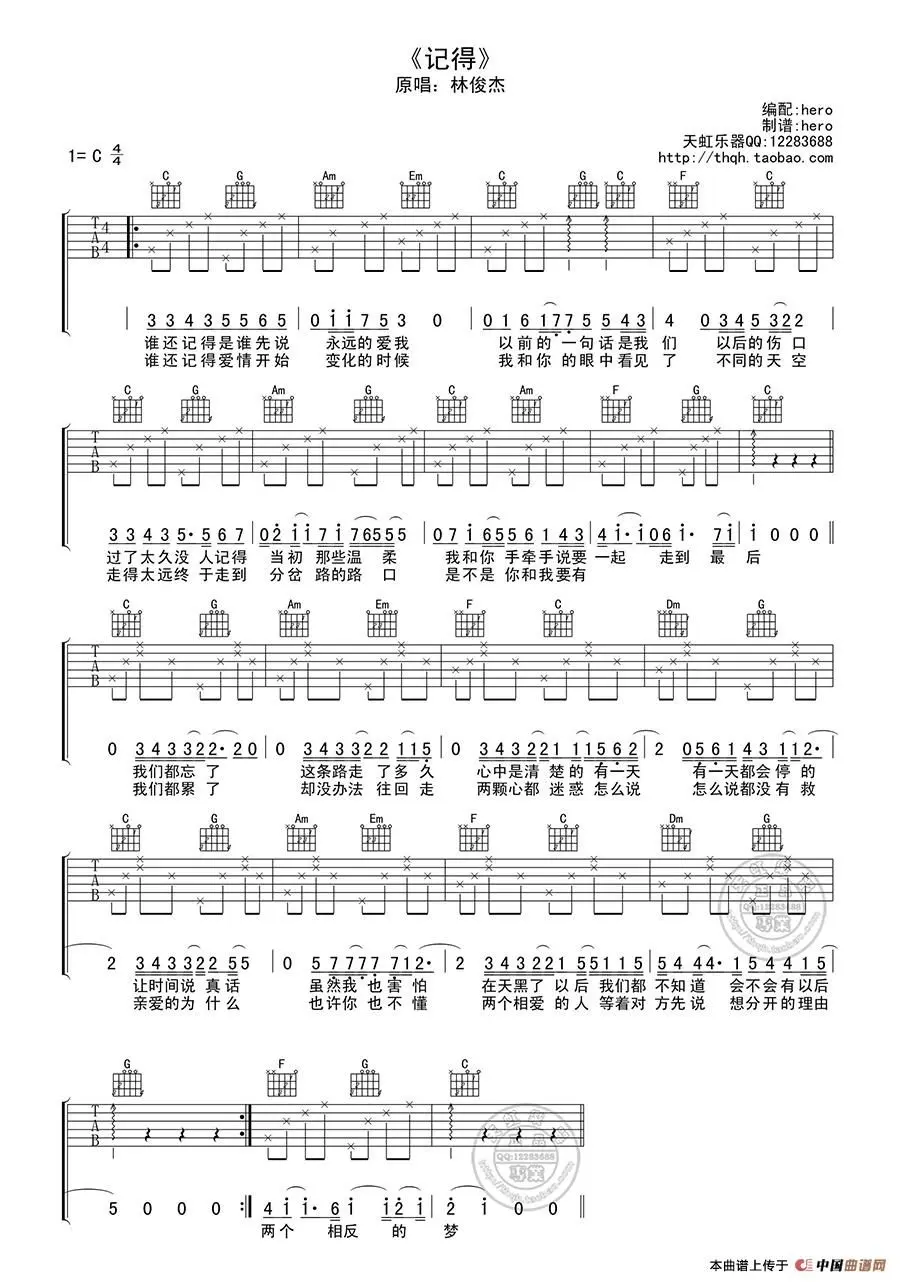 《记得》
原唱：林俊杰
编配:hero
制谱:hero
天虹乐器QQ:12283688
http://thqh.taobao.com
1= C 4/4
C G Am Em C G C F C
T A B 4 4
3 3 4 3 5 5 6 5 | 0 i i 7 5 3 0 | 0 1 6 1 7 7 5 5 4 3 | 4 0 3 4 5 3 2 2 |
谁还记得是谁先说 永远的爱我 以前的一句话是我们 以后的伤口
谁还记得爱情开始 变化的时候 我和你的眼中看见了 不同的天空
C G Am G C Am F G C
T A B
3 3 4 3 5· 5 6 7 | 0 2 i i 7 i 7 6 5 5 5 | 0 7 i 6 5 5 6 1 4 3 | 4 i· i 0 6 i· 7 i | i 0 0 0 ‖
过了太久没人记得 当初那些温柔 我和你手牵手说要一起 走到最后
走得太远终于走到 分岔路的路口 是不是你和我要有
C G Am Em F C Dm G
T A B
0 3 4 3 3 2 2· 2 0 | 0 3 4 3 3 2 2 1 1 5 | 0 3 4 3 3 2 1 1 1 5 6 2 | 2 0 5 6 1 4 3 1 1 2· |
我们都忘了 这条路走了多久 心中是清楚的 有一天 有一天都会停的
我们都累了 却没办法往回走 两颗心都迷惑 怎么说 怎么说都没有救
C G Am Em F C Dm G
T A B
2 3 4 3 3 2 2 5 5 | 0 5 7 7 7 7 7 1 2· | 2 3 4 3 3 2 2 1 1 5 5 5 | 5 4 4 4· 1 5 4 4 1 5 |
让时间说真话 虽然我也害怕 在天黑了以后我们都 不知道 会不会有以后
亲爱的为什么 也许你也不懂 两个相爱的人等着对 方先说 想分开的理由
G F G C
T A B
5 0 0 0 :‖ 4 i i· 6 i i 2 i | 2 i 0 0 ‖
两个相反的梦
QQ:12283688
QQ:12283688
本曲谱上传于 中国曲谱网